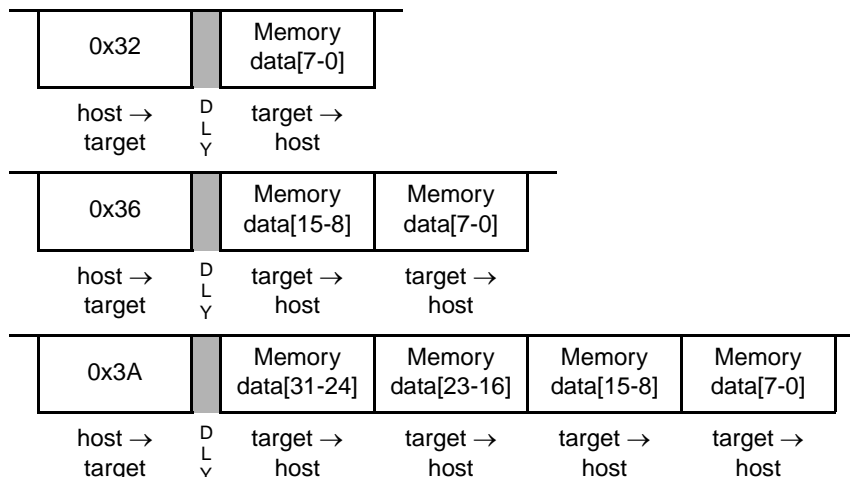 0x32 Memory
data[7-0]
host → D target →
target L host
Y
0x36 Memory Memory
data[15-8] data[7-0]
host → D target → target →
target L host host
Y
0x3A Memory Memory Memory Memory
data[31-24] data[23-16] data[15-8] data[7-0]
host → D target → target → target → target →
target L host host host host
Y